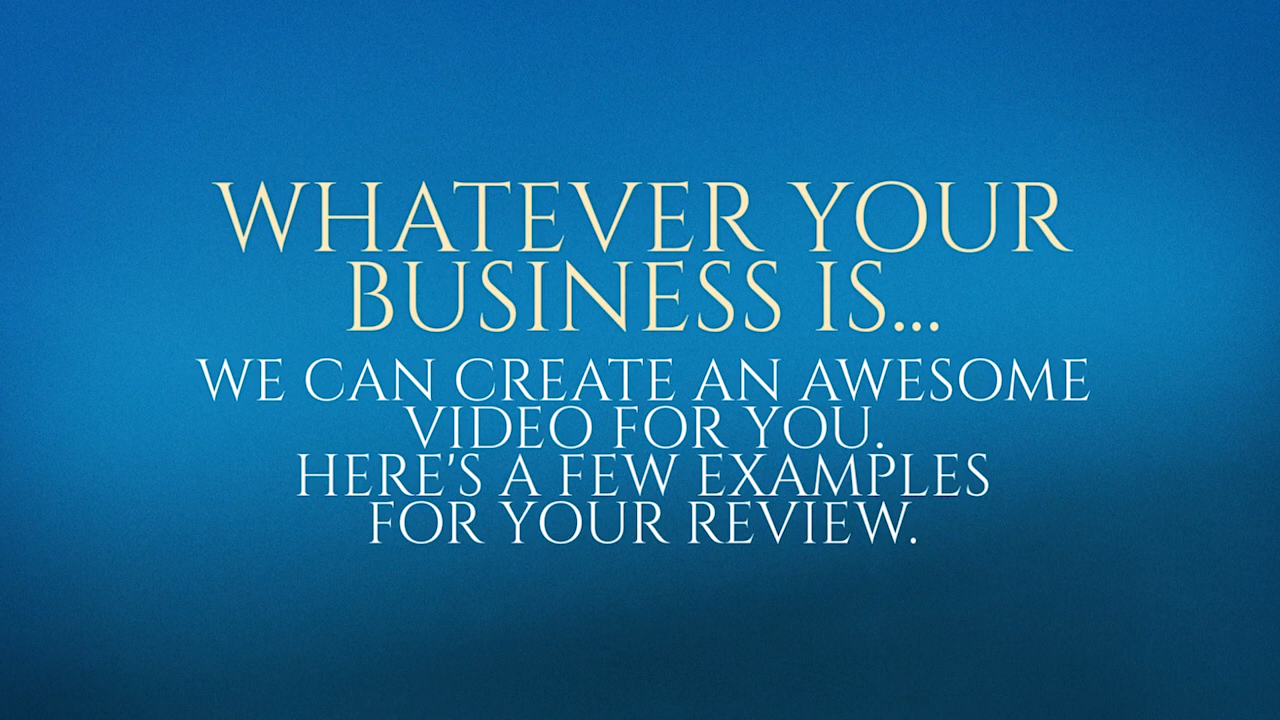 WHATEVER YOUR
BUSINESS IS...
WE CAN CREATE AN AWESOME
VIDEO FOR YOU.
HERE'S A FEW EXAMPLES
FOR YOUR REVIEW.